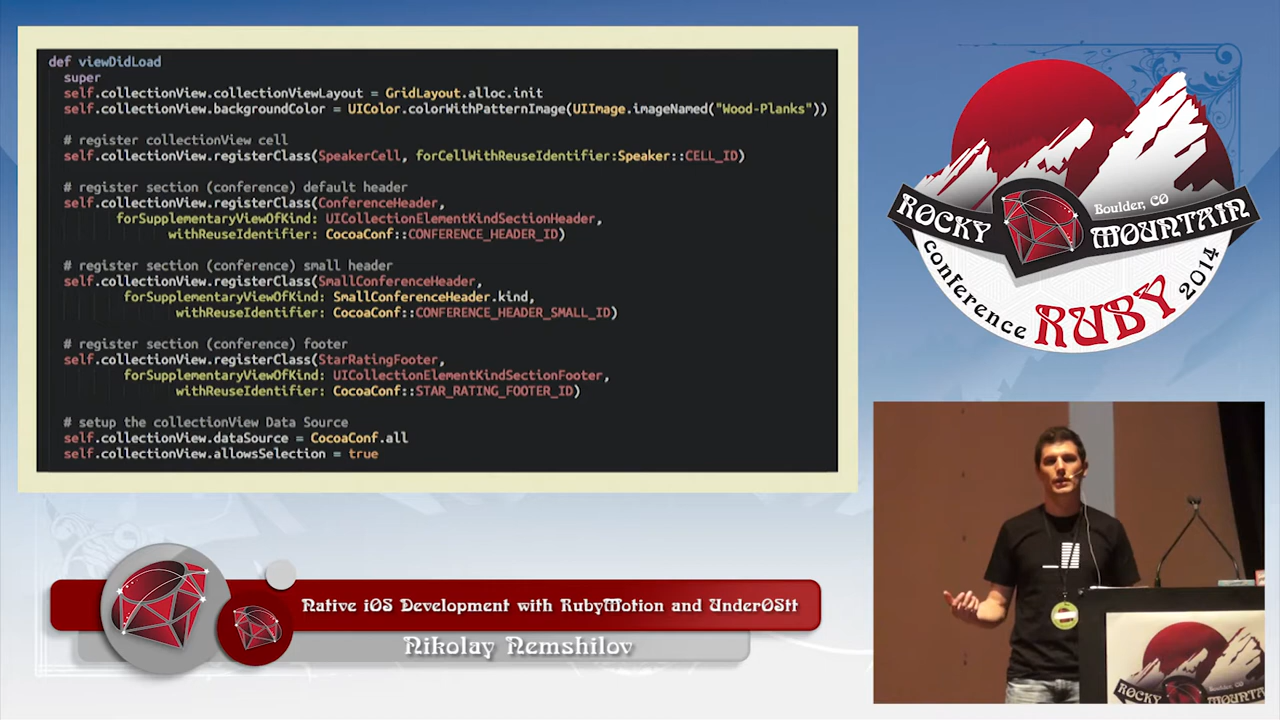 def viewDidLoad
super
self.collectionView.collectionViewLayout = GridLayout.alloc.init
self.collectionView.backgroundColor = UIColor.colorWithPatternImage(UIImage.imageNamed("Wood-Planks"))
# register collectionView cell
self.collectionView.registerClass(SpeakerCell, forCellWithReuseIdentifier:Speaker::CELL_ID)
# register section (conference) default header
self.collectionView.registerClass(ConferenceHeader,
forSupplementaryViewOfKind: UICollectionElementKindSectionHeader,
withReuseIdentifier: CocoaConf::CONFERENCE_HEADER_ID)
# register section (conference) small header
self.collectionView.registerClass(SmallConferenceHeader,
forSupplementaryViewOfKind: SmallConferenceHeader.kind,
withReuseIdentifier: CocoaConf::CONFERENCE_HEADER_SMALL_ID)
# register section (conference) footer
self.collectionView.registerClass(StarRatingFooter,
forSupplementaryViewOfKind: UICollectionElementKindSectionFooter,
withReuseIdentifier: CocoaConf::STAR_RATING_FOOTER_ID)
# setup the collectionView Data Source
self.collectionView.dataSource = CocoaConf.all
self.collectionView.allowsSelection = true
Boulder, CO
ROCKY MOUNTAIN
conference RUBY 2014
Native iOS Development with RubyMotion and UnderOStt
Nikolay Nemshilov
Boulder, CO
ROCKY MOUNTAIN